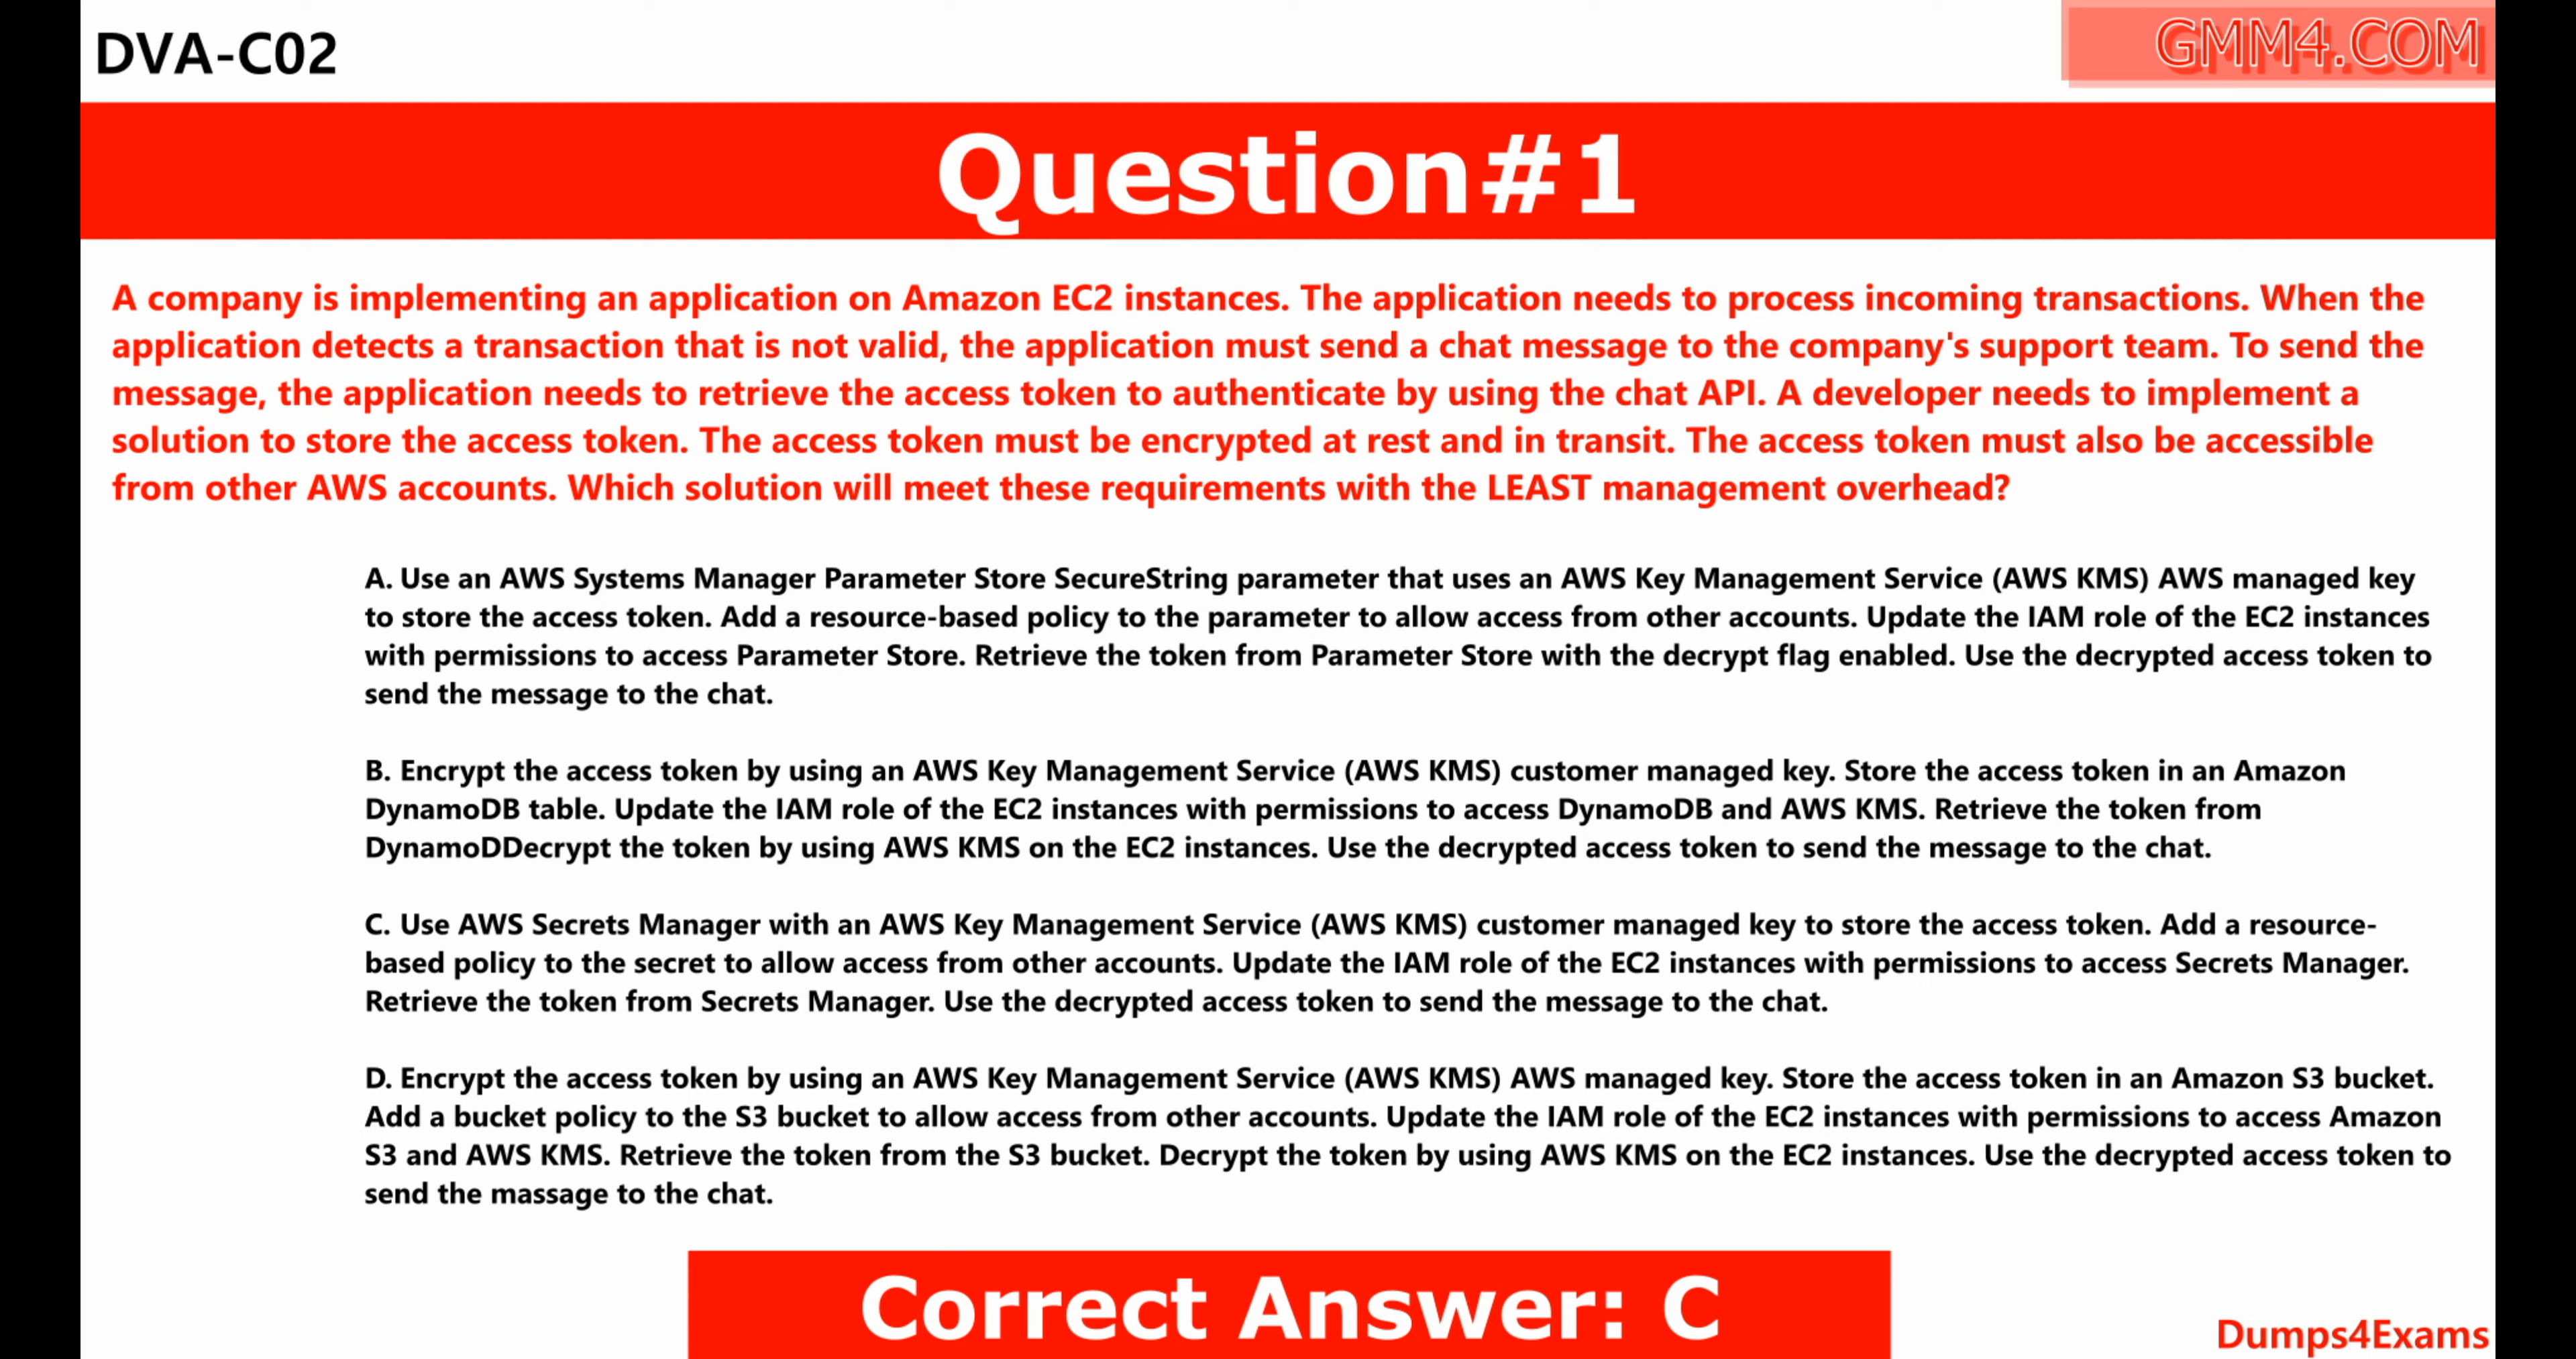 DVA-C02
GMM4.COM
Question#1
A company is implementing an application on Amazon EC2 instances. The application needs to process incoming transactions. When the
application detects a transaction that is not valid, the application must send a chat message to the company's support team. To send the
message, the application needs to retrieve the access token to authenticate by using the chat API. A developer needs to implement a
solution to store the access token. The access token must be encrypted at rest and in transit. The access token must also be accessible
from other AWS accounts. Which solution will meet these requirements with the LEAST management overhead?
A. Use an AWS Systems Manager Parameter Store SecureString parameter that uses an AWS Key Management Service (AWS KMS) AWS managed key
to store the access token. Add a resource-based policy to the parameter to allow access from other accounts. Update the IAM role of the EC2 instances
with permissions to access Parameter Store. Retrieve the token from Parameter Store with the decrypt flag enabled. Use the decrypted access token to
send the message to the chat.
B. Encrypt the access token by using an AWS Key Management Service (AWS KMS) customer managed key. Store the access token in an Amazon
DynamoDB table. Update the IAM role of the EC2 instances with permissions to access DynamoDB and AWS KMS. Retrieve the token from
DynamoDDecrypt the token by using AWS KMS on the EC2 instances. Use the decrypted access token to send the message to the chat.
C. Use AWS Secrets Manager with an AWS Key Management Service (AWS KMS) customer managed key to store the access token. Add a resource-
based policy to the secret to allow access from other accounts. Update the IAM role of the EC2 instances with permissions to access Secrets Manager.
Retrieve the token from Secrets Manager. Use the decrypted access token to send the message to the chat.
D. Encrypt the access token by using an AWS Key Management Service (AWS KMS) AWS managed key. Store the access token in an Amazon S3 bucket.
Add a bucket policy to the S3 bucket to allow access from other accounts. Update the IAM role of the EC2 instances with permissions to access Amazon
S3 and AWS KMS. Retrieve the token from the S3 bucket. Decrypt the token by using AWS KMS on the EC2 instances. Use the decrypted access token to
send the massage to the chat.
Correct Answer: C
Dumps4Exams